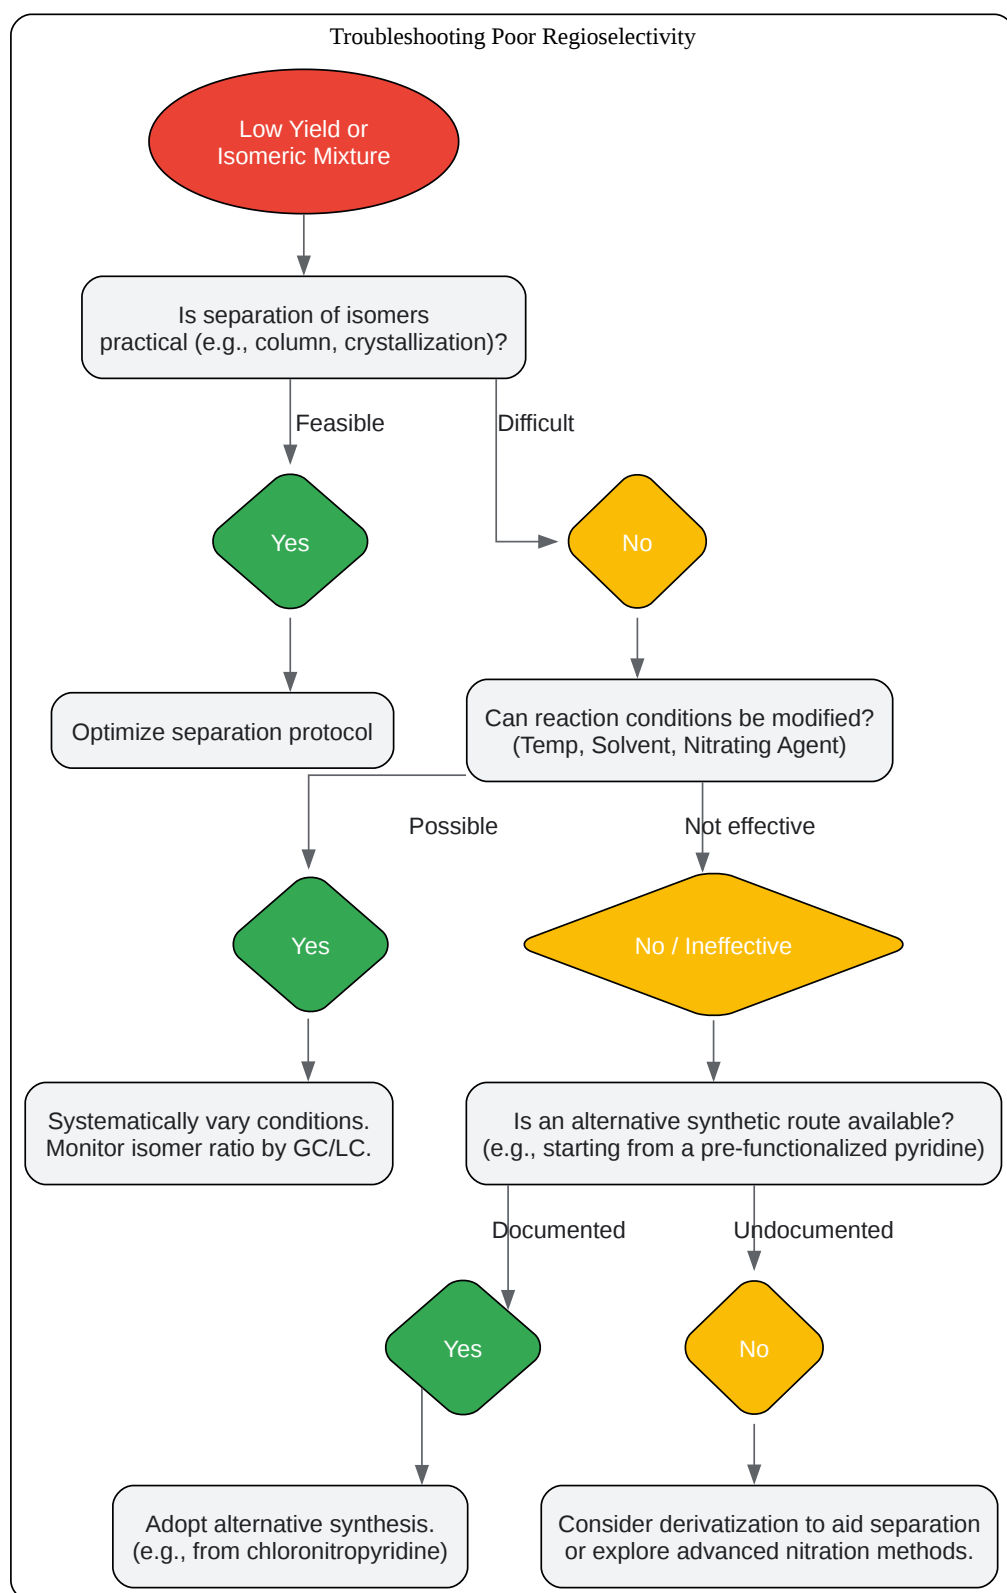 Troubleshooting Poor Regioselectivity
Low Yield or
Isomeric Mixture
Is separation of isomers
practical (e.g., column, crystallization)?
Feasible
Difficult
Yes
No
Optimize separation protocol
Can reaction conditions be modified?
(Temp, Solvent, Nitrating Agent)
Possible
Not effective
Yes
No / Ineffective
Systematically vary conditions.
Monitor isomer ratio by GC/LC.
Is an alternative synthetic route available?
(e.g., starting from a pre-functionalized pyridine)
Documented
Undocumented
Yes
No
Adopt alternative synthesis.
(e.g., from chloronitropyridine)
Consider derivatization to aid separation
or explore advanced nitration methods.